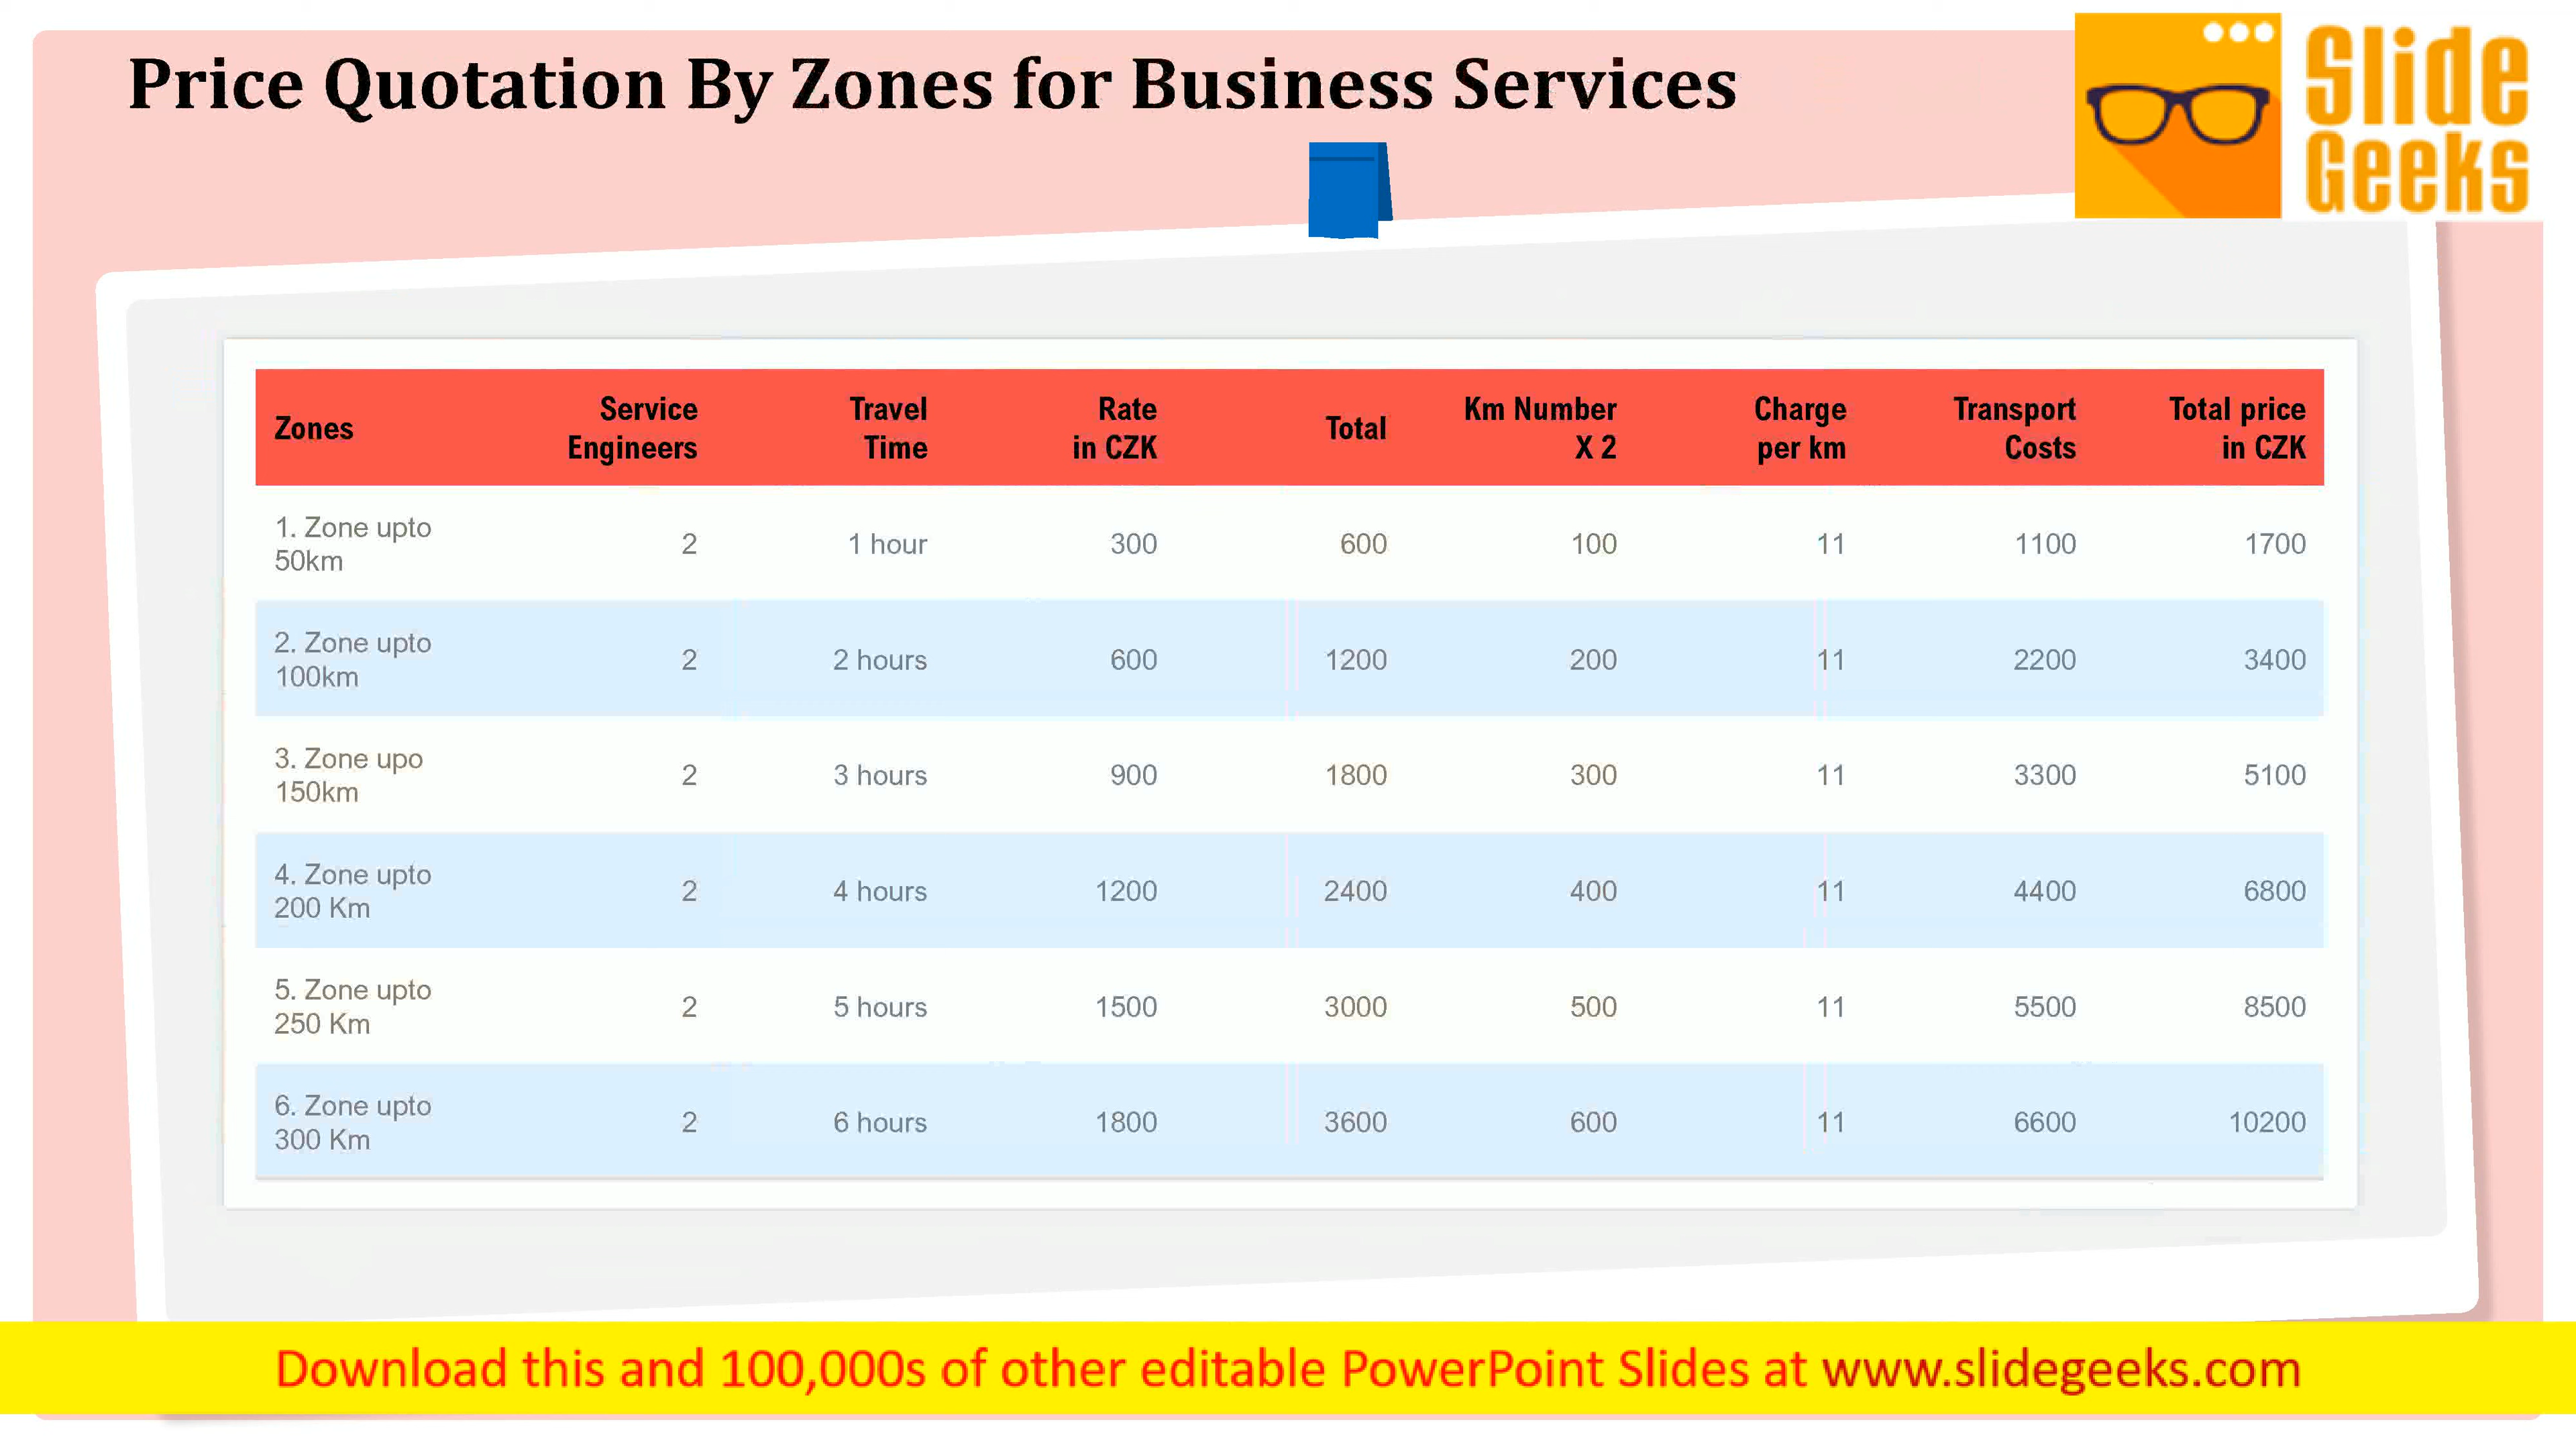 Price Quotation By Zones for Business Services
Slide
Geeks
Zones Service Engineers Travel Time Rate in CZK Total Km Number X 2 Charge per km Transport Costs Total price in CZK
1. Zone upto 50km 2 1 hour 300 600 100 11 1100 1700
2. Zone upto 100km 2 2 hours 600 1200 200 11 2200 3400
3. Zone upo 150km 2 3 hours 900 1800 300 11 3300 5100
4. Zone upto 200 Km 2 4 hours 1200 2400 400 11 4400 6800
5. Zone upto 250 Km 2 5 hours 1500 3000 500 11 5500 8500
6. Zone upto 300 Km 2 6 hours 1800 3600 600 11 6600 10200
Download this and 100,000s of other editable PowerPoint Slides at www.slidegeeks.com